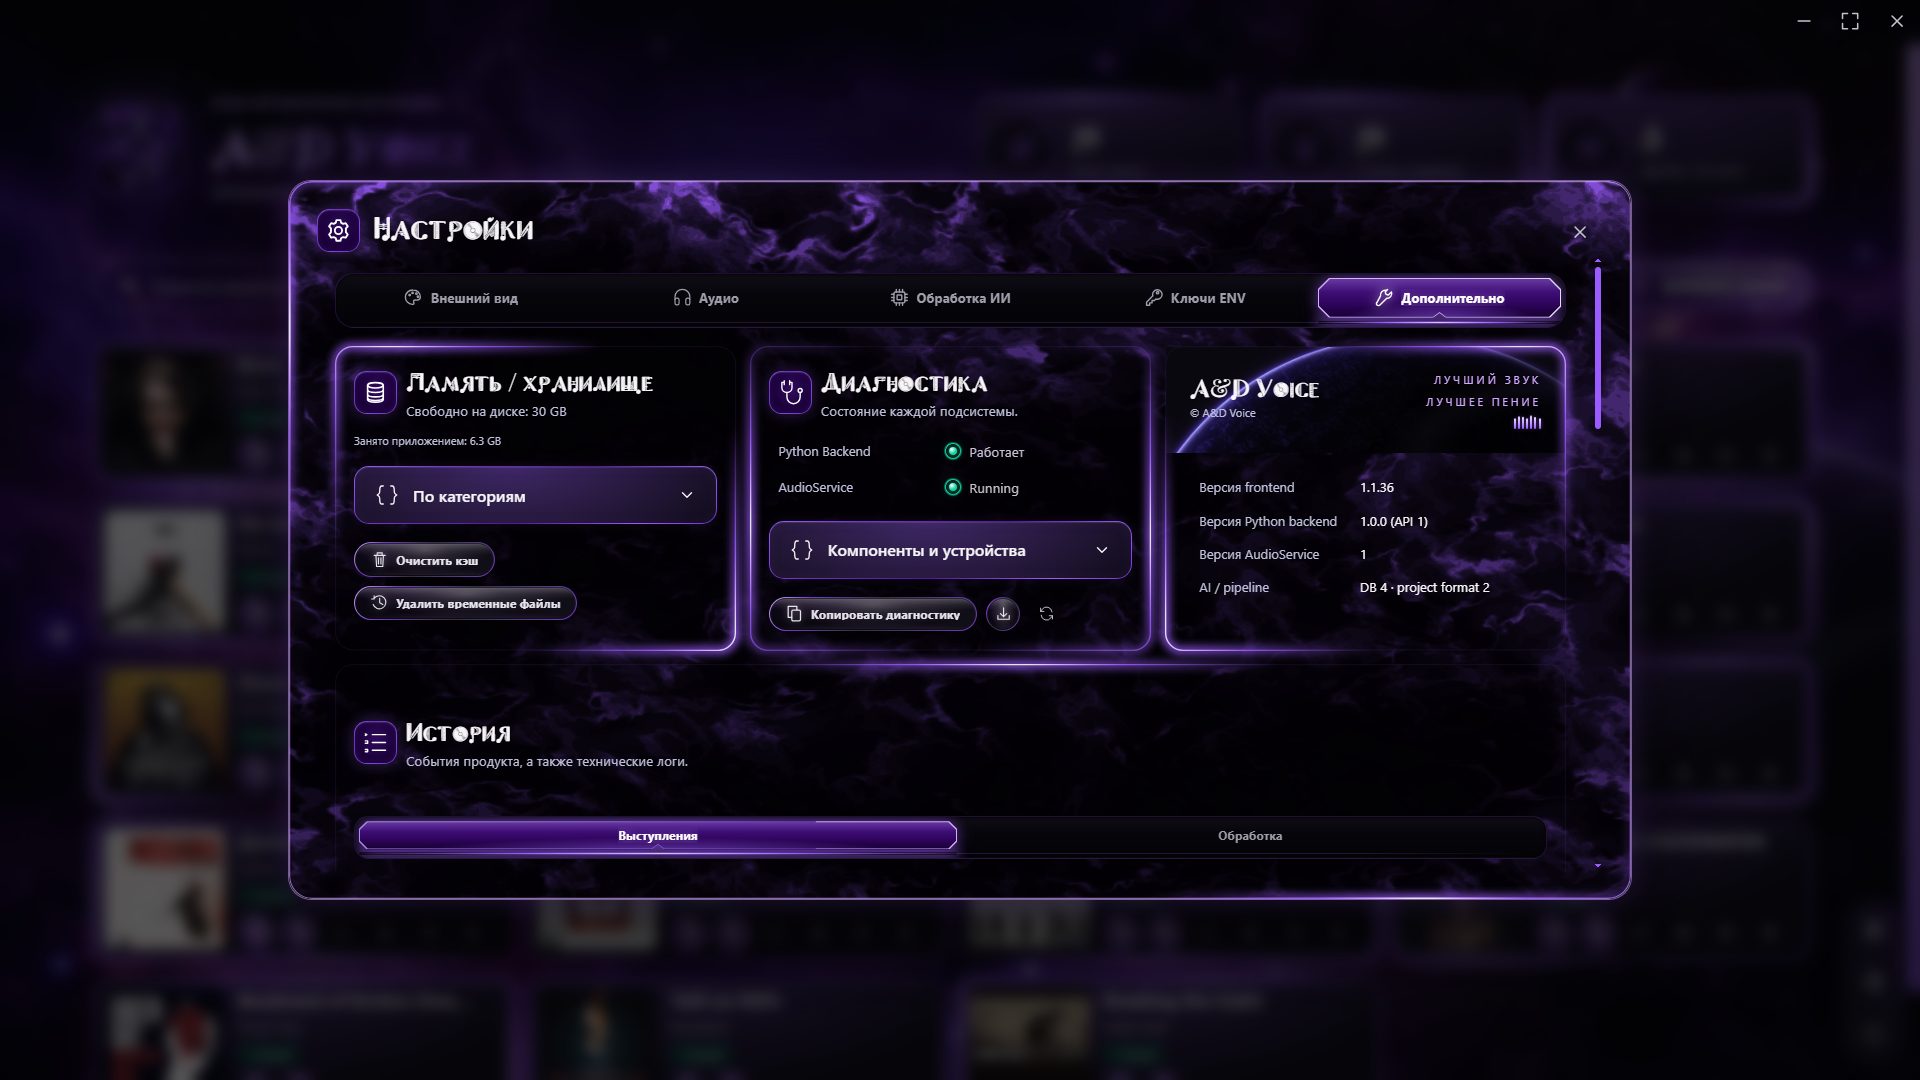 Настройки
Внешний вид
Аудио
Обработка ИИ
Ключи ENV
Дополнительно
Память / хранилище
Свободно на диске: 30 GB
Занято приложением: 6.3 GB
По категориям
Очистить кэш
Удалить временные файлы
Диагностика
Состояние каждой подсистемы.
Python Backend
Работает
AudioService
Running
Компоненты и устройства
Копировать диагностику
A&D Voice
© A&D Voice
ЛУЧШИЙ ЗВУК
ЛУЧШЕЕ ПЕНИЕ
Версия frontend
1.1.36
Версия Python backend
1.0.0 (API 1)
Версия AudioService
1
AI / pipeline
DB 4 · project format 2
История
События продукта, а также технические логи.
Выступления
Обработка